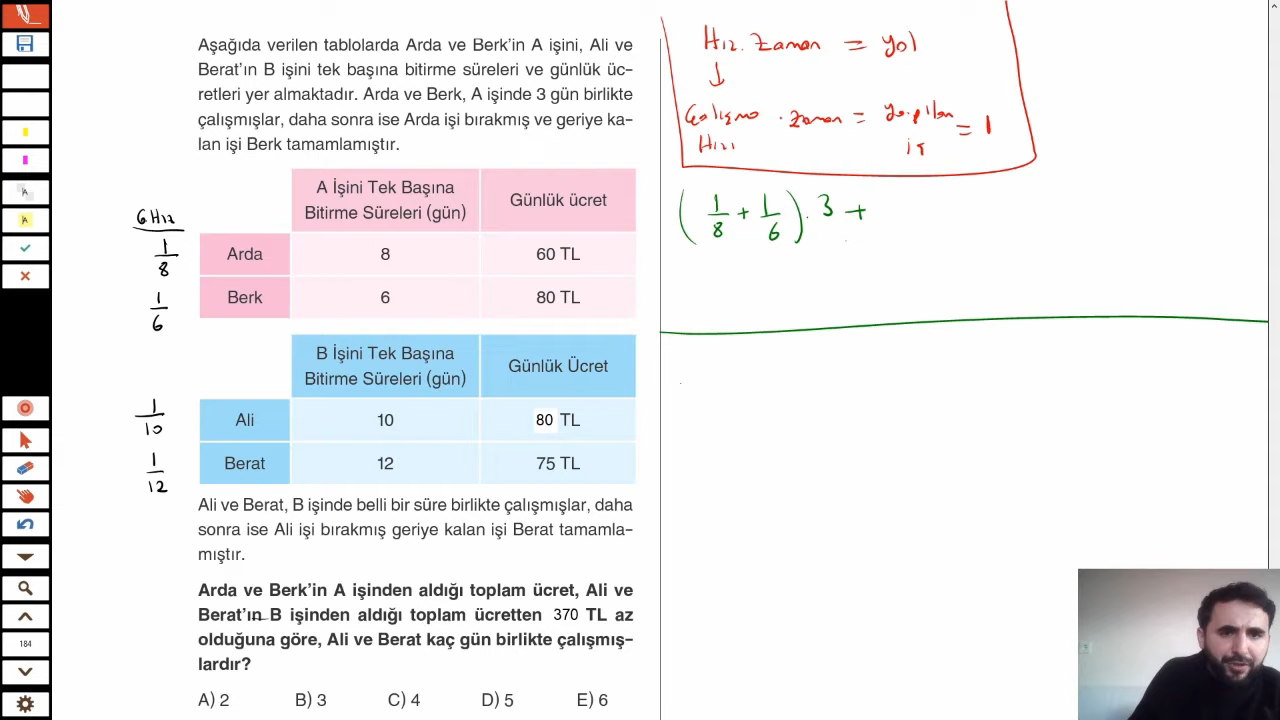 Aşağıda verilen tablolarda Arda ve Berk'in A işini, Ali ve
Berat'ın B işini tek başına bitirme süreleri ve günlük üc-
retleri yer almaktadır. Arda ve Berk, A işinde 3 gün birlikte
çalışmışlar, daha sonra ise Arda işi bırakmış ve geriye ka-
lan işi Berk tamamlamıştır.
A İşini Tek Başına
Bitirme Süreleri (gün)
Günlük ücret
Arda 8 60 TL
Berk 6 80 TL
B İşini Tek Başına
Bitirme Süreleri (gün)
Günlük Ücret
Ali 10 80 TL
Berat 12 75 TL
Ali ve Berat, B işinde belli bir süre birlikte çalışmışlar, daha
sonra ise Ali işi bırakmış geriye kalan işi Berat tamamla-
mıştır.
Arda ve Berk'in A işinden aldığı toplam ücret, Ali ve
Berat'ın B işinden aldığı toplam ücretten 370 TL az
olduğuna göre, Ali ve Berat kaç gün birlikte çalışmış-
lardır?
A) 2 B) 3 C) 4 D) 5 E) 6
1/8
1/6
1/10
1/12
Hız . Zaman = yol
Çalışma . Zaman = yapılan = 1
Hızı iş
(1/8 + 1/6) . 3 +
A
A
184